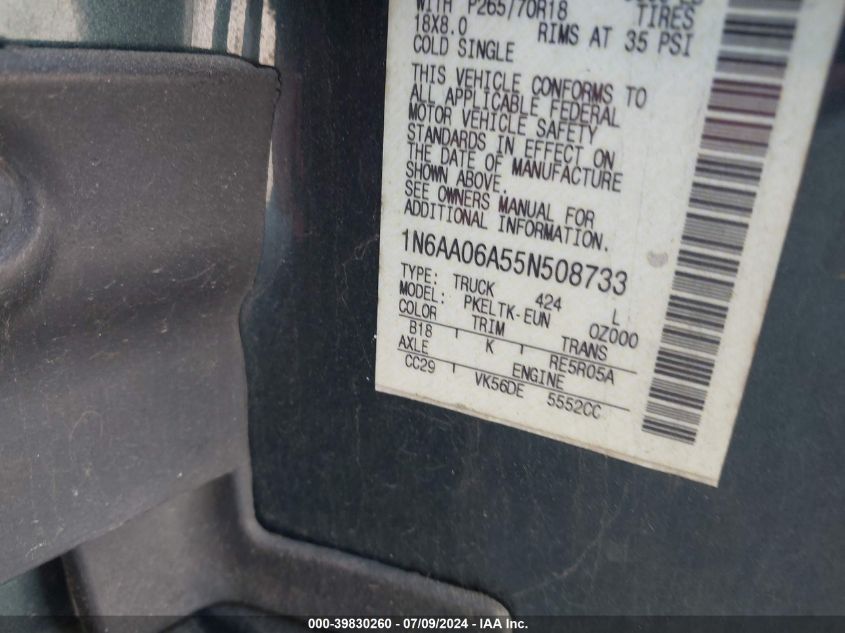 WITH P265/70R18 TIRES
18X8.0 RIMS AT 35 PSI
COLD SINGLE
THIS VEHICLE CONFORMS TO
ALL APPLICABLE FEDERAL
MOTOR VEHICLE SAFETY
STANDARDS IN EFFECT ON
THE DATE OF MANUFACTURE
SHOWN ABOVE.
SEE OWNERS MANUAL FOR
ADDITIONAL INFORMATION.
1N6AA06A55N508733
TYPE: TRUCK 424 L
MODEL: PKELTK-EUN 0Z000
COLOR TRIM TRANS
B18 K RE5R05A
AXLE ENGINE
CC29 VK56DE 5552CC
000-39830260 - 07/09/2024 - IAA Inc.